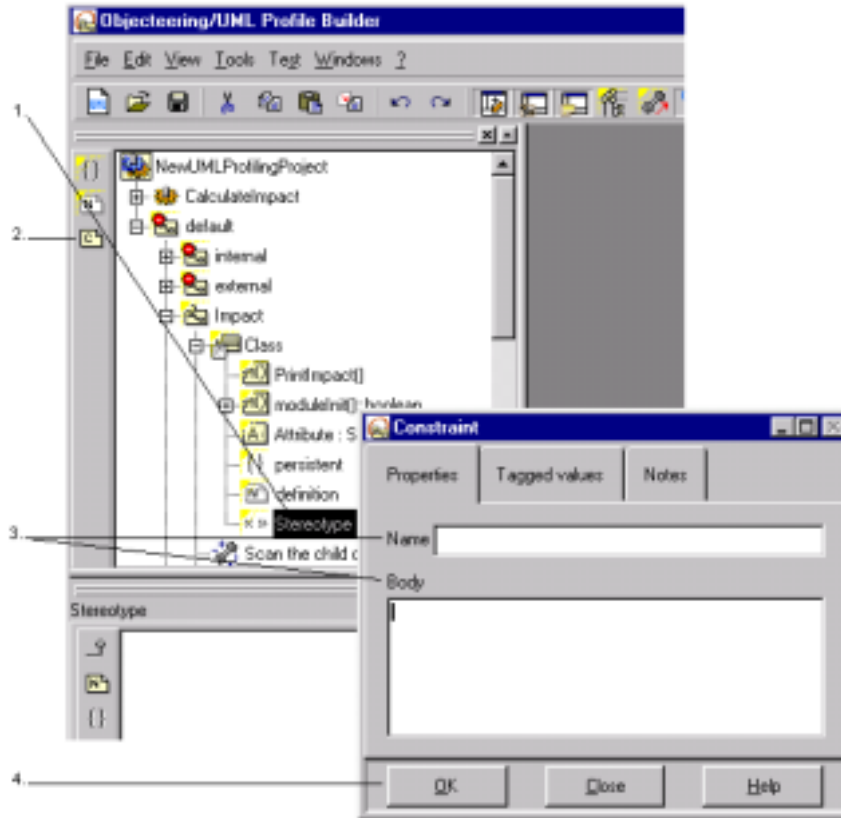 Objecteering/UML Profile Builder
File Edit View Tools Test Windows ?
1.
NewUMLProfilingProject
CalculateImpact
default
2.
internal
external
Impact
Class
PrintImpact()
moduleInit(): boolean
Attribute : S
persistent
definition
Stereotype
3.
Scan the child c
Stereotype
Constraint
Properties
Tagged values
Notes
Name
Body
4.
OK
Close
Help